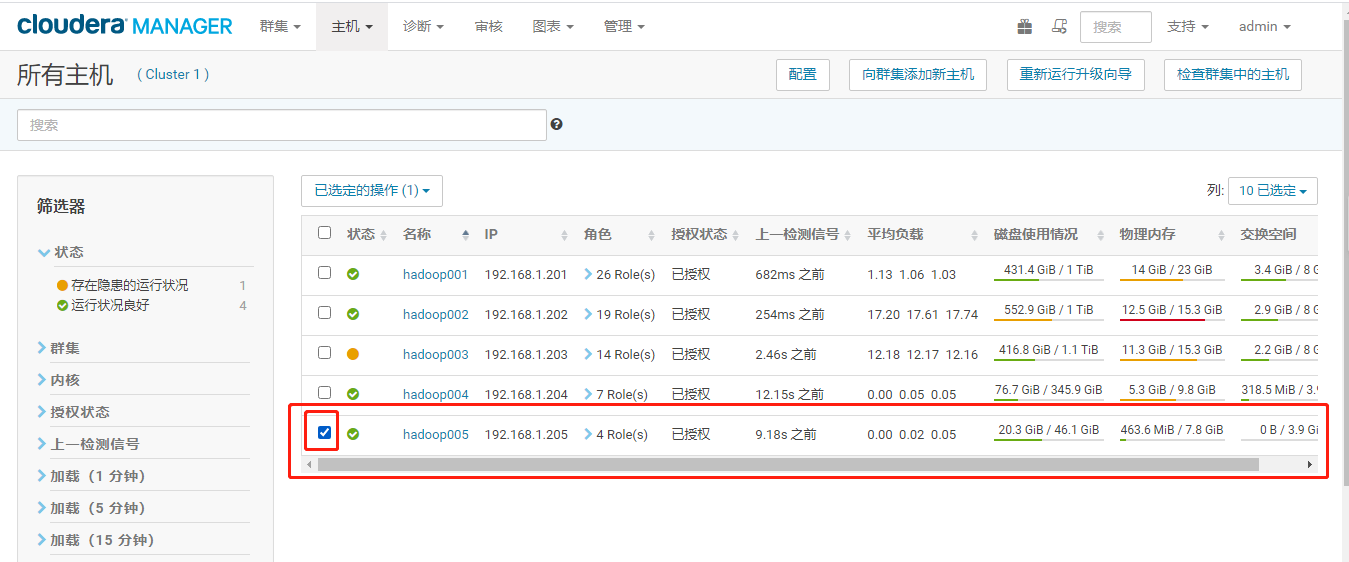 cloudera MANAGER 群集 主机 诊断 审核 图表 管理 搜索 支持 admin
所有主机 ( Cluster 1 ) 配置 向群集添加新主机 重新运行升级向导 检查群集中的主机
搜索
筛选器
状态
存在隐患的运行状况 1
运行状况良好 4
群集
内核
授权状态
上一检测信号
加载（1 分钟）
加载（5 分钟）
加载（15 分钟）
已选定的操作 (1) 列: 10 已选定
状态 名称 IP 角色 授权状态 上一检测信号 平均负载 磁盘使用情况 物理内存 交换空间
hadoop001 192.168.1.201 26 Role(s) 已授权 682ms 之前 1.13 1.06 1.03 431.4 GiB / 1 TiB 14 GiB / 23 GiB 3.4 GiB / 8 G
hadoop002 192.168.1.202 19 Role(s) 已授权 254ms 之前 17.20 17.61 17.74 552.9 GiB / 1 TiB 12.5 GiB / 15.3 GiB 2.9 GiB / 8 G
hadoop003 192.168.1.203 14 Role(s) 已授权 2.46s 之前 12.18 12.17 12.16 416.8 GiB / 1.1 TiB 11.3 GiB / 15.3 GiB 2.2 GiB / 8 G
hadoop004 192.168.1.204 7 Role(s) 已授权 12.15s 之前 0.00 0.05 0.05 76.7 GiB / 345.9 GiB 5.3 GiB / 9.8 GiB 318.5 MiB / 3.
hadoop005 192.168.1.205 4 Role(s) 已授权 9.18s 之前 0.00 0.02 0.05 20.3 GiB / 46.1 GiB 463.6 MiB / 7.8 GiB 0 B / 3.9 Gi